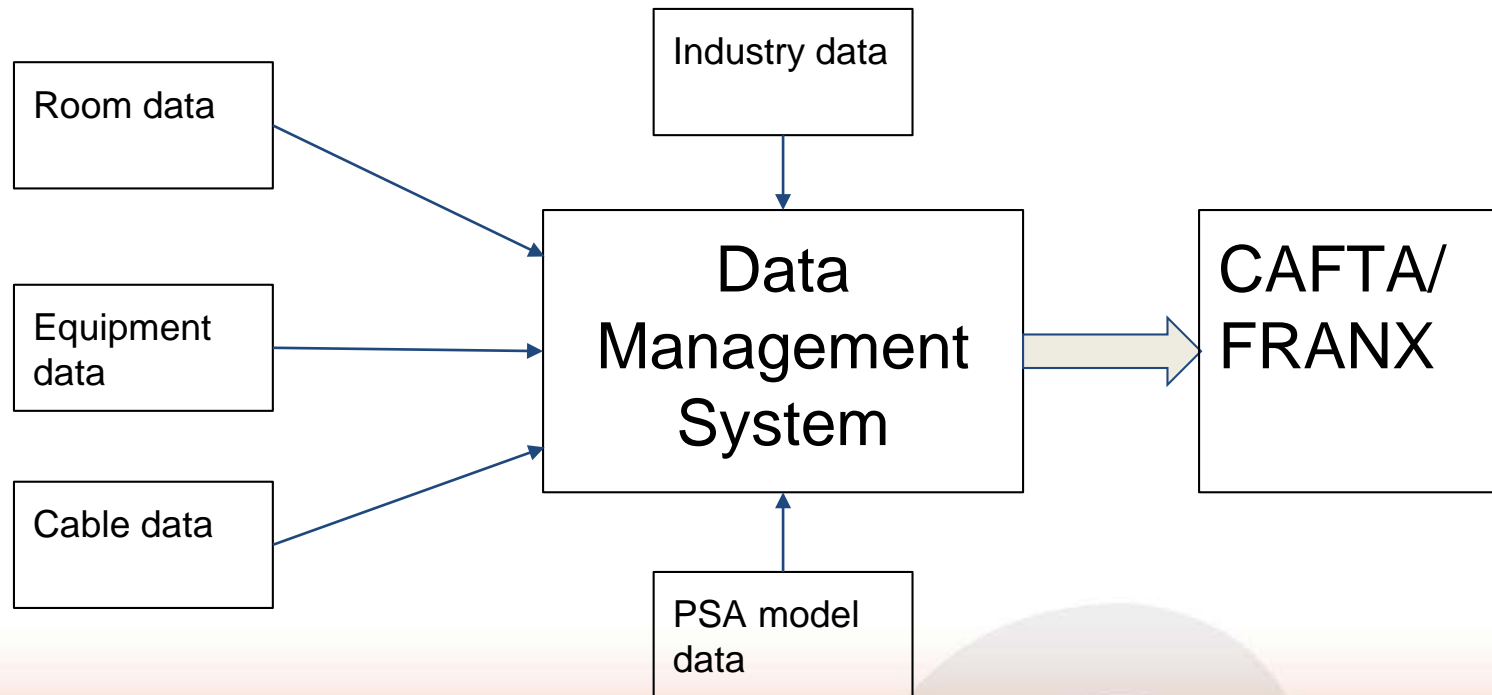 Industry data
Room data
Data
Management
System
CAFTA/
FRANX
Equipment
data
Cable data
PSA model
data